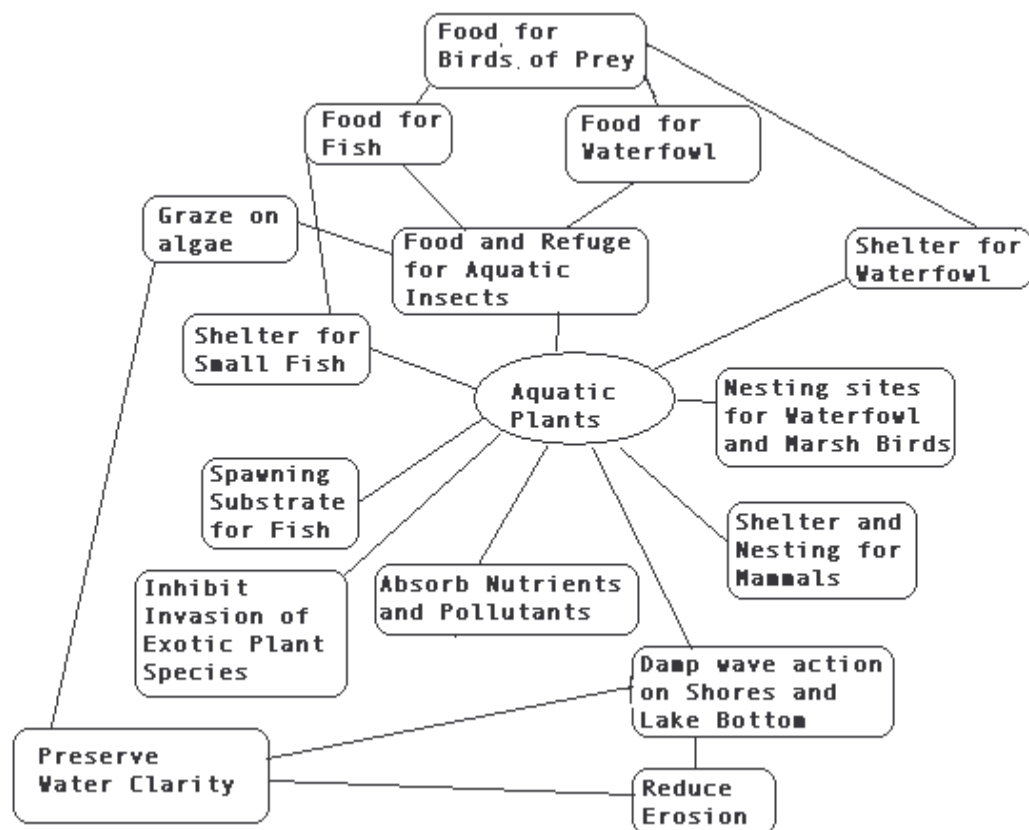 Food for
Birds of Prey
Food for
Fish
Food for
Waterfowl
Graze on
algae
Food and Refuge
for Aquatic
Insects
Shelter for
Waterfowl
Shelter for
Small Fish
Aquatic
Plants
Nesting sites
for Waterfowl
and Marsh Birds
Spawning
Substrate
for Fish
Shelter and
Nesting for
Mammals
Inhibit
Invasion of
Exotic Plant
Species
Absorb Nutrients
and Pollutants
Damp wave action
on Shores and
Lake Bottom
Preserve
Water Clarity
Reduce
Erosion